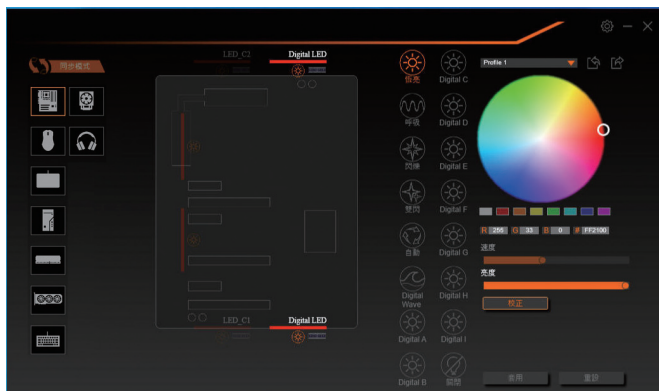 同步模式
LED_C2 Digital LED
LED_C1 Digital LED
恆亮 Digital C
呼吸 Digital D
閃爍 Digital E
雙閃 Digital F
自動 Digital G
Digital Wave Digital H
Digital A Digital I
Digital B 關閉
Profile 1
R 255 G 33 B 0 # FF2100
速度
亮度
校正
套用 重設